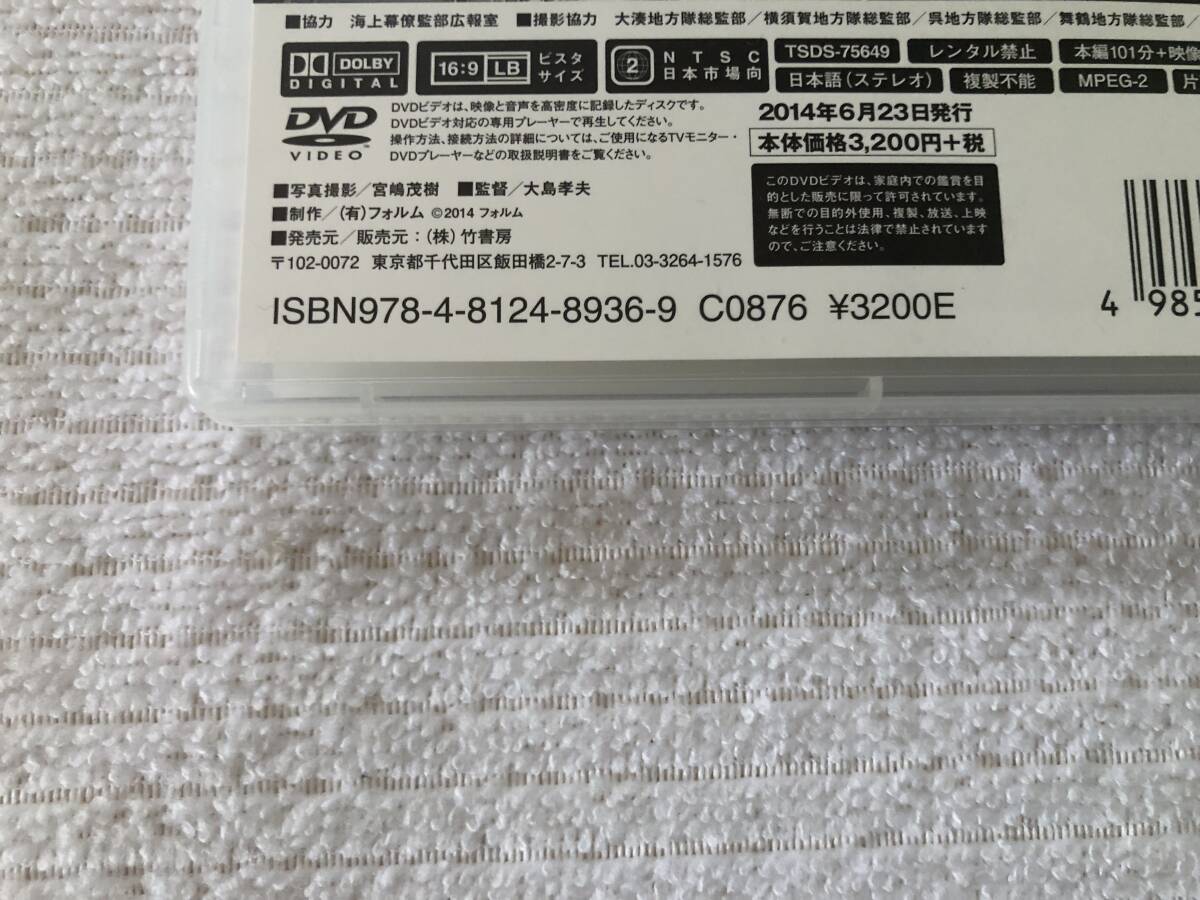 ■協力 海上幕僚監部広報室 ■撮影協力 大湊地方隊総監部/横須賀地方隊総監部/呉地方隊総監部/舞鶴地方隊総監部/
DOLBY DIGITAL
16:9 LB ビスタサイズ
2 NTSC 日本市場向
TSDS-75649 レンタル禁止 本編101分+映像
日本語(ステレオ) 複製不能 MPEG-2 片
DVD VIDEO
DVDビデオは、映像と音声を高密度に記録したディスクです。
DVDビデオ対応の専用プレーヤーで再生してください。
操作方法、接続方法の詳細については、ご使用になるTVモニター・
DVDプレーヤーなどの取扱説明書をご覧ください。
2014年6月23日発行
本体価格3,200円+税
■写真撮影/宮嶋茂樹 ■監督/大島孝夫
■制作/(有)フォルム ©2014 フォルム
■発売元/販売元:(株)竹書房
〒102-0072 東京都千代田区飯田橋2-7-3 TEL.03-3264-1576
このDVDビデオは、家庭内での鑑賞を目
的とした販売に限って許可されています。
無断での目的外使用、複製、放送、上映
などを行うことは法律で禁止されています
ので、ご注意ください。
ISBN978-4-8124-8936-9 C0876 ¥3200E
4 985